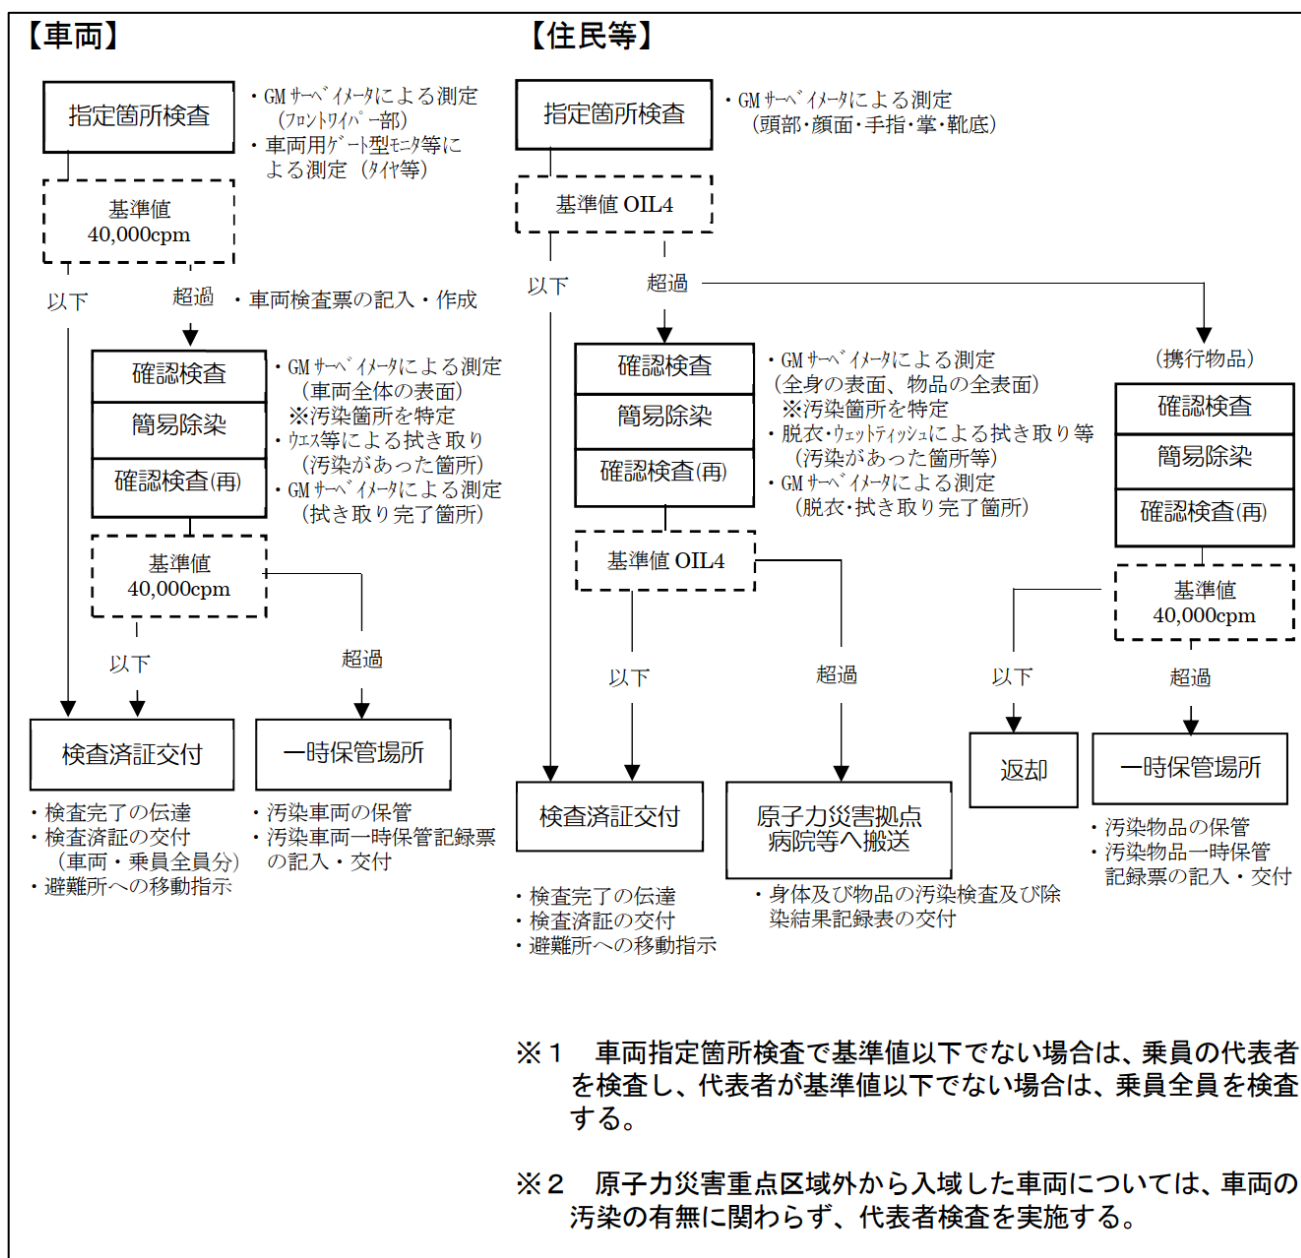 【車両】
指定箇所検査
・GMサーベイメータによる測定
(フロントワイパー部)
・車両用ゲート型モニタ等に
よる測定（タイヤ等）
基準値
40,000cpm
以下
超過
・車両検査票の記入・作成
確認検査
簡易除染
確認検査(再)
・GMサーベイメータによる測定
(車両全体の表面)
※汚染箇所を特定
・ウエス等による拭き取り
(汚染があった箇所)
・GMサーベイメータによる測定
(拭き取り完了箇所)
基準値
40,000cpm
以下
超過
検査済証交付
・検査完了の伝達
・検査済証の交付
（車両・乗員全員分）
・避難所への移動指示
一時保管場所
・汚染車両の保管
・汚染車両一時保管記録票
の記入・交付
【住民等】
指定箇所検査
・GMサーベイメータによる測定
(頭部・顔面・手指・掌・靴底)
基準値 OIL4
以下
超過
確認検査
簡易除染
確認検査(再)
・GMサーベイメータによる測定
(全身の表面、物品の全表面)
※汚染箇所を特定
・脱衣・ウェットティッシュによる拭き取り等
(汚染があった箇所等)
・GMサーベイメータによる測定
(脱衣・拭き取り完了箇所)
基準値 OIL4
以下
超過
検査済証交付
・検査完了の伝達
・検査済証の交付
・避難所への移動指示
原子力災害拠点
病院等へ搬送
・身体及び物品の汚染検査及び除
染結果記録表の交付
(携行物品)
確認検査
簡易除染
確認検査(再)
基準値
40,000cpm
以下
超過
返却
一時保管場所
・汚染物品の保管
・汚染物品一時保管
記録票の記入・交付
※１　車両指定箇所検査で基準値以下でない場合は、乗員の代表者
を検査し、代表者が基準値以下でない場合は、乗員全員を検査
する。
※２　原子力災害重点区域外から入域した車両については、車両の
汚染の有無に関わらず、代表者検査を実施する。